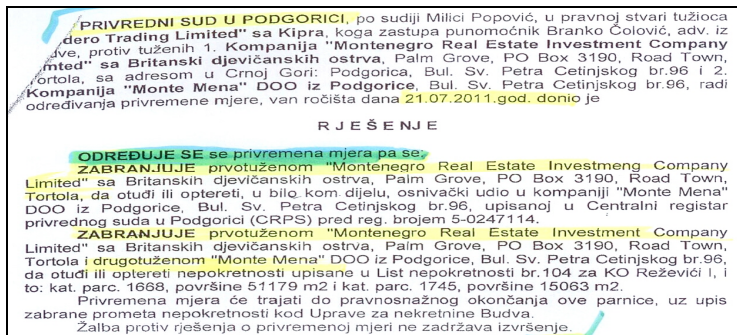 PRIVREDNI SUD U PODGORICI, po sudiji Milici Popović, u pravnoj stvari tužioca
dero Trading Limited" sa Kipra, koga zastupa punomoćnik Branko Čolović, adv. iz
ove, protiv tuženih 1. Kompanija "Montenegro Real Estate Investment Company
mted" sa Britanski djevičanskih ostrva, Palm Grove, PO Box 3190, Road Town,
Tortola, sa adresom u Crnoj Gori: Podgorica, Bul. Sv. Petra Cetinjskog br.96 i 2.
Kompanija "Monte Mena" DOO iz Podgorice, Bul. Sv. Petra Cetinjskog br.96, radi
određivanja privremene mjere, van ročišta dana 21.07.2011.god. donio je
R J E Š E NJ E
ODREĐUJE SE se privremena mjera pa se:
ZABRANJUJE prvotuženom "Montenegro Real Estate Investmeng Company
Limited" sa Britanskih djevičanskih ostrva, Palm Grove, PO Box 3190, Road Town,
Tortola, da otuđi ili optereti, u bilo kom dijelu, osnivački udio u kompaniji "Monte Mena"
DOO iz Podgorice, Bul. Sv. Petra Cetinjskog br.96, upisanoj u Centralni registar
privrednog suda u Podgorici (CRPS) pred reg. brojem 5-0247114.
ZABRANJUJE prvotuženom "Montenegro Real Estate Investment Company
Limited" sa Britanskih djevičanskih ostrva, Palm Grove, PO Box 3190, Road Town,
Tortola i drugotuženom "Monte Mena" DOO iz Podgorice, Bul. Sv. Petra Cetinjskog br.96,
da otuđi ili optereti nepokretnosti upisane u List nepokretnosti br.104 za KO Reževići I, i
to: kat. parc. 1668, površine 51179 m2 i kat. parc. 1745, površine 15063 m2.
Privremena mjera će trajati do pravnosnažnog okončanja ove parnice, uz upis
zabrane prometa nepokretnosti kod Uprave za nekretnine Budva.
Žalba protiv rješenja o privremenoj mjeri ne zadržava izvršenje.